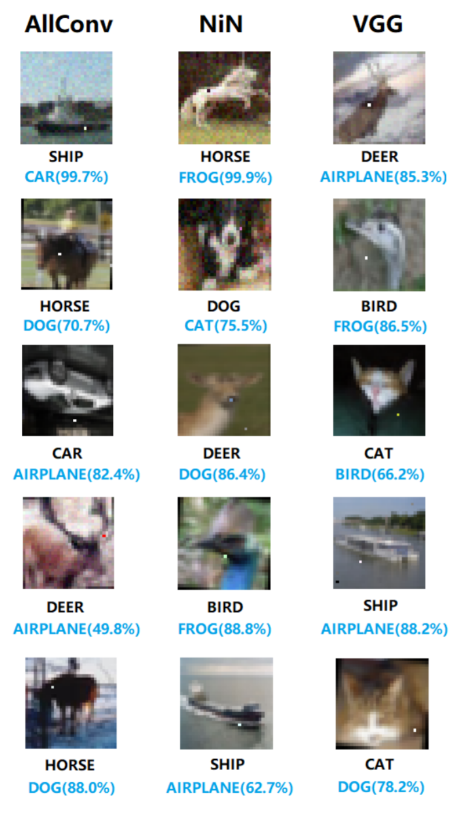 AllConv NiN VGG
SHIP HORSE DEER
CAR(99.7%) FROG(99.9%) AIRPLANE(85.3%)
HORSE DOG BIRD
DOG(70.7%) CAT(75.5%) FROG(86.5%)
CAR DEER CAT
AIRPLANE(82.4%) DOG(86.4%) BIRD(66.2%)
DEER BIRD SHIP
AIRPLANE(49.8%) FROG(88.8%) AIRPLANE(88.2%)
HORSE SHIP CAT
DOG(88.0%) AIRPLANE(62.7%) DOG(78.2%)